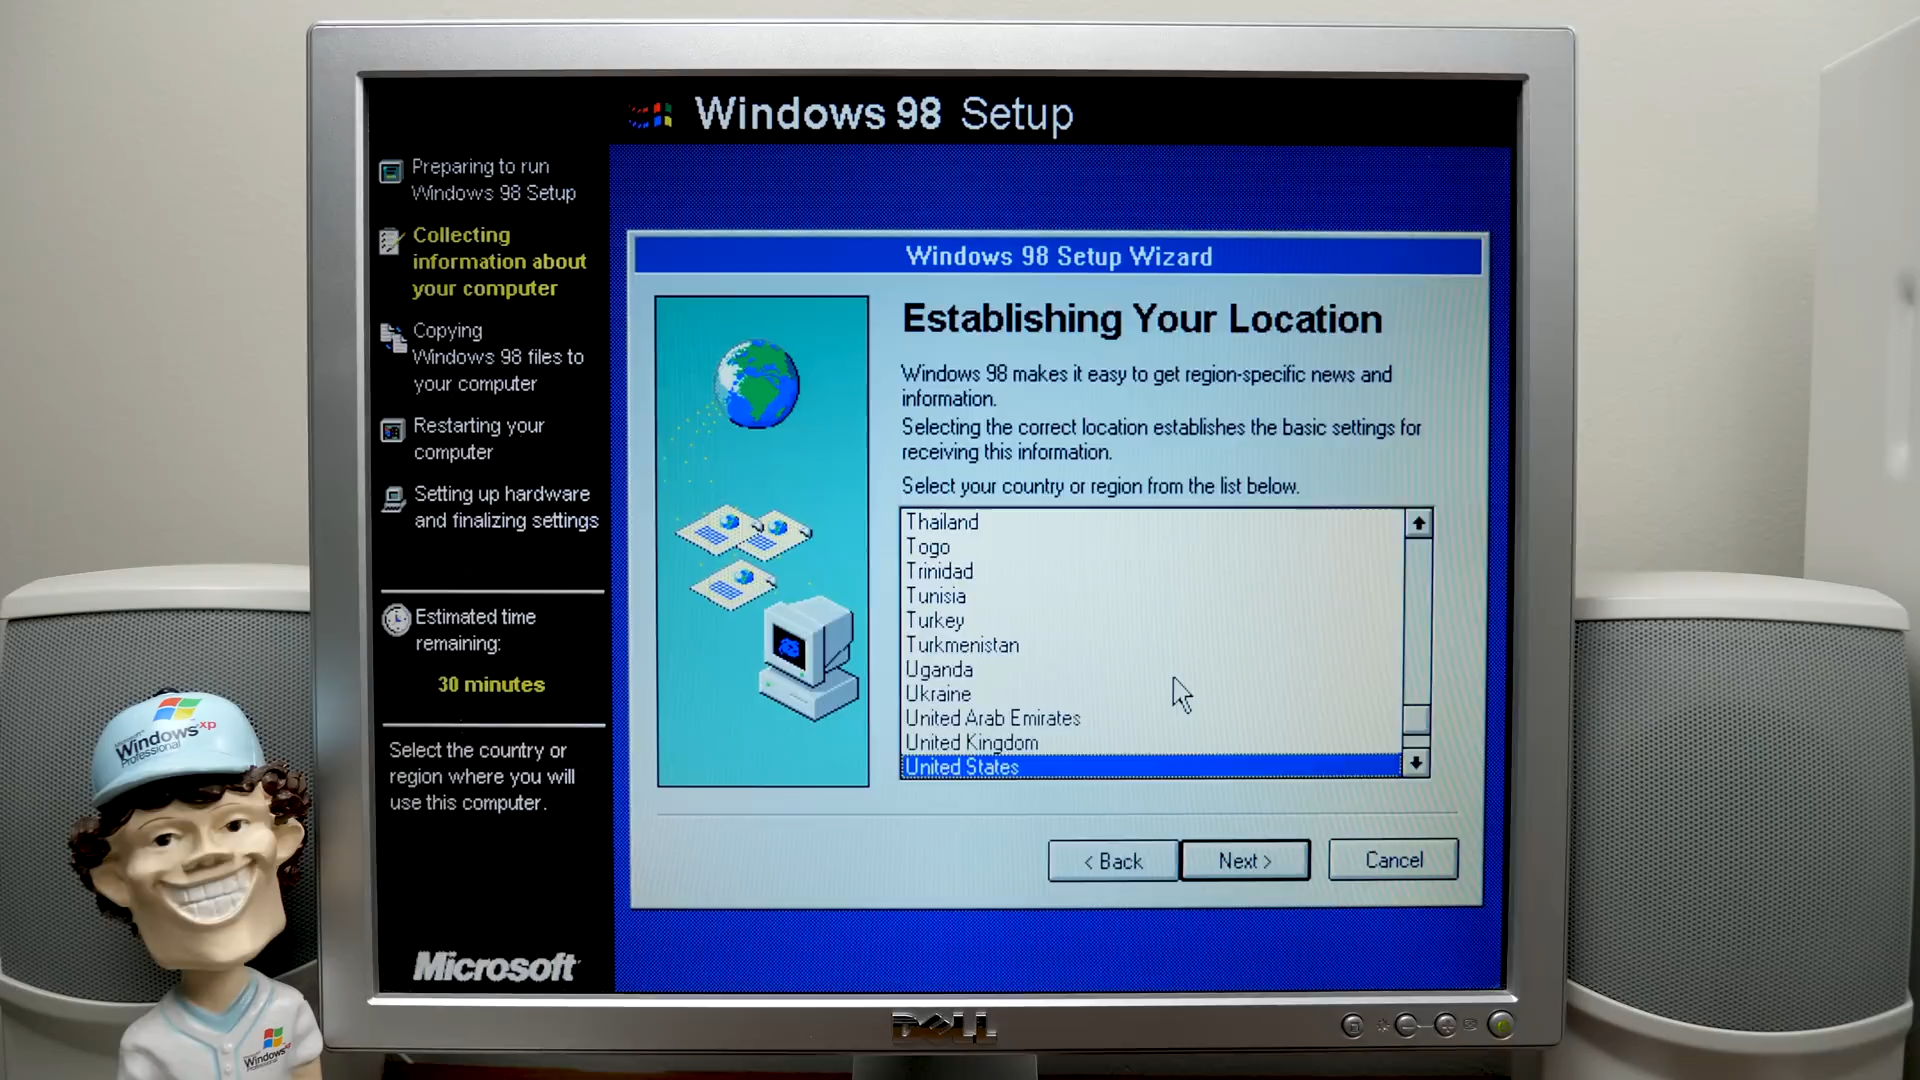 Windows 98 Setup
Preparing to run
Windows 98 Setup
Collecting
information about
your computer
Copying
Windows 98 files to
your computer
Restarting your
computer
Setting up hardware
and finalizing settings
Estimated time
remaining:
30 minutes
Select the country or
region where you will
use this computer.
Microsoft
Windows 98 Setup Wizard
Establishing Your Location
Windows 98 makes it easy to get region-specific news and
information.
Selecting the correct location establishes the basic settings for
receiving this information.
Select your country or region from the list below.
Thailand
Togo
Trinidad
Tunisia
Turkey
Turkmenistan
Uganda
Ukraine
United Arab Emirates
United Kingdom
United States
< Back
Next >
Cancel
DELL
Windows xp
Professional
Windows xp
Professional